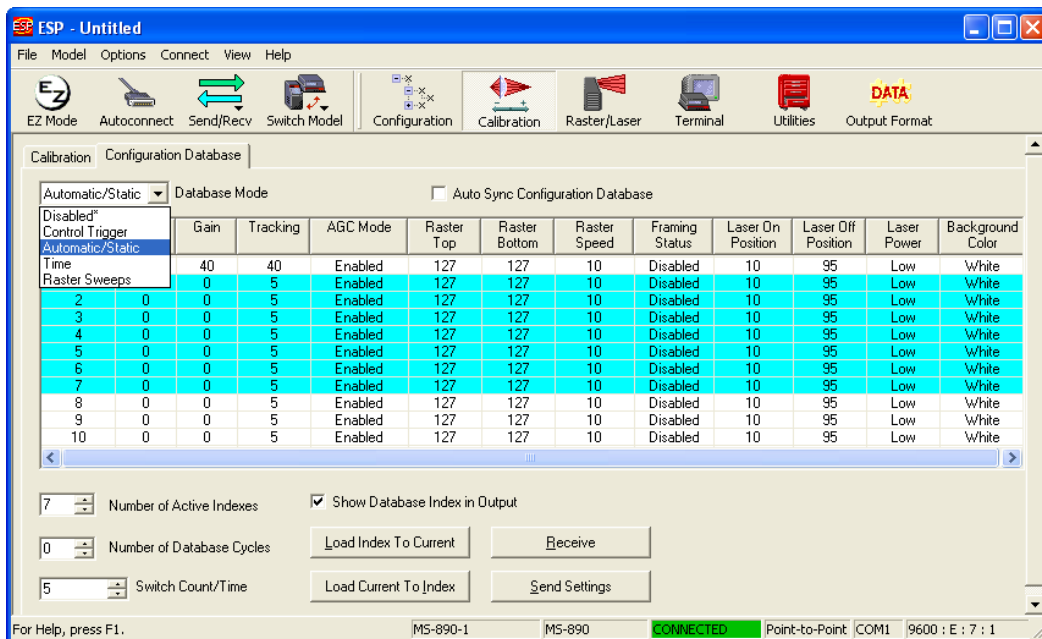 ESP - Untitled
File Model Options Connect View Help
EZ Mode Autoconnect Send/Recv Switch Model Configuration Calibration Raster/Laser Terminal Utilities DATA Output Format
Calibration Configuration Database
Automatic/Static Database Mode Auto Sync Configuration Database
Disabled*
Control Trigger
Automatic/Static
Time
Raster Sweeps
Gain Tracking AGC Mode Raster Top Raster Bottom Raster Speed Framing Status Laser On Position Laser Off Position Laser Power Background Color
40 40 Enabled 127 127 10 Disabled 10 95 Low White
0 5 Enabled 127 127 10 Disabled 10 95 Low White
2 0 0 5 Enabled 127 127 10 Disabled 10 95 Low White
3 0 0 5 Enabled 127 127 10 Disabled 10 95 Low White
4 0 0 5 Enabled 127 127 10 Disabled 10 95 Low White
5 0 0 5 Enabled 127 127 10 Disabled 10 95 Low White
6 0 0 5 Enabled 127 127 10 Disabled 10 95 Low White
7 0 0 5 Enabled 127 127 10 Disabled 10 95 Low White
8 0 0 5 Enabled 127 127 10 Disabled 10 95 Low White
9 0 0 5 Enabled 127 127 10 Disabled 10 95 Low White
10 0 0 5 Enabled 127 127 10 Disabled 10 95 Low White
7 Number of Active Indexes Show Database Index in Output
0 Number of Database Cycles Load Index To Current Receive
5 Switch Count/Time Load Current To Index Send Settings
For Help, press F1. MS-890-1 MS-890 CONNECTED Point-to-Point COM1 9600 : E : 7 : 1